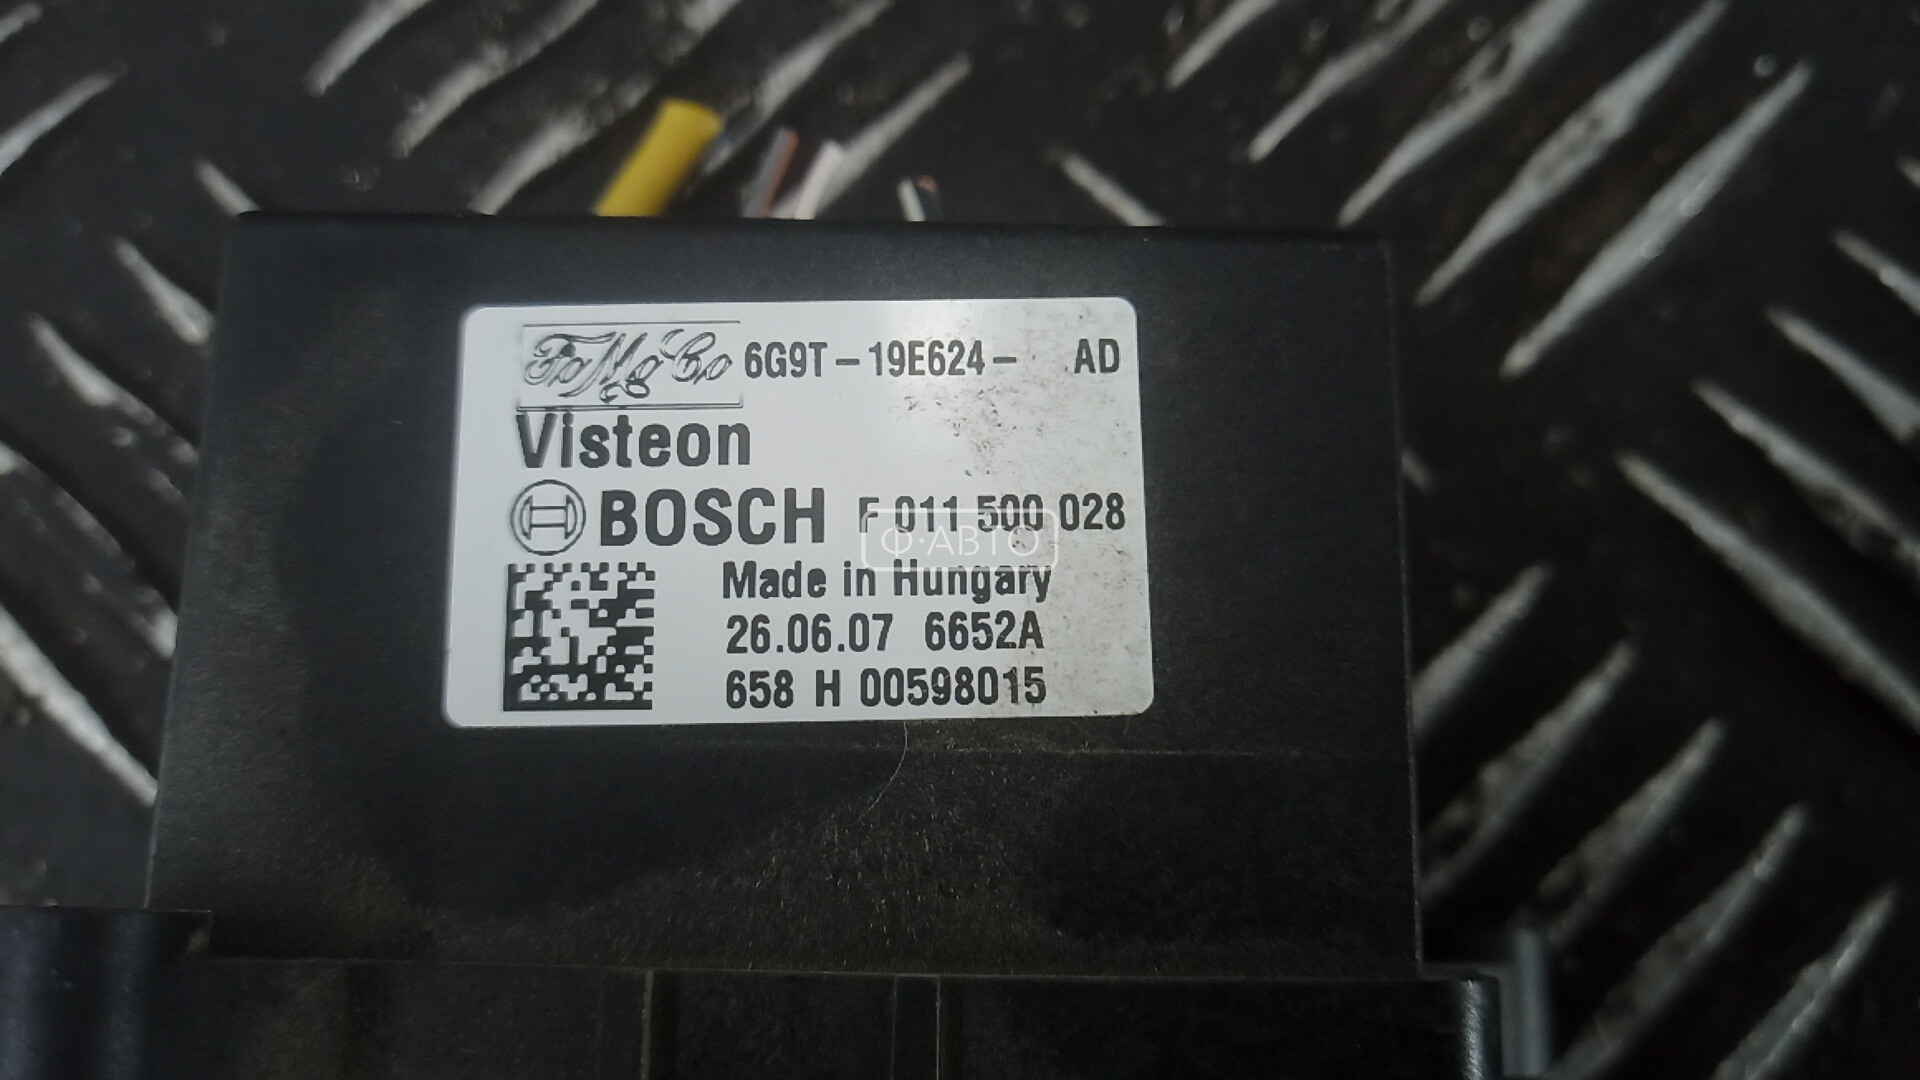 FoMoCo 6G9T-19E624- AD
Visteon
BOSCH F 011 500 028
Ф·АВТО
Made in Hungary
26.06.07 6652A
658 H 00598015